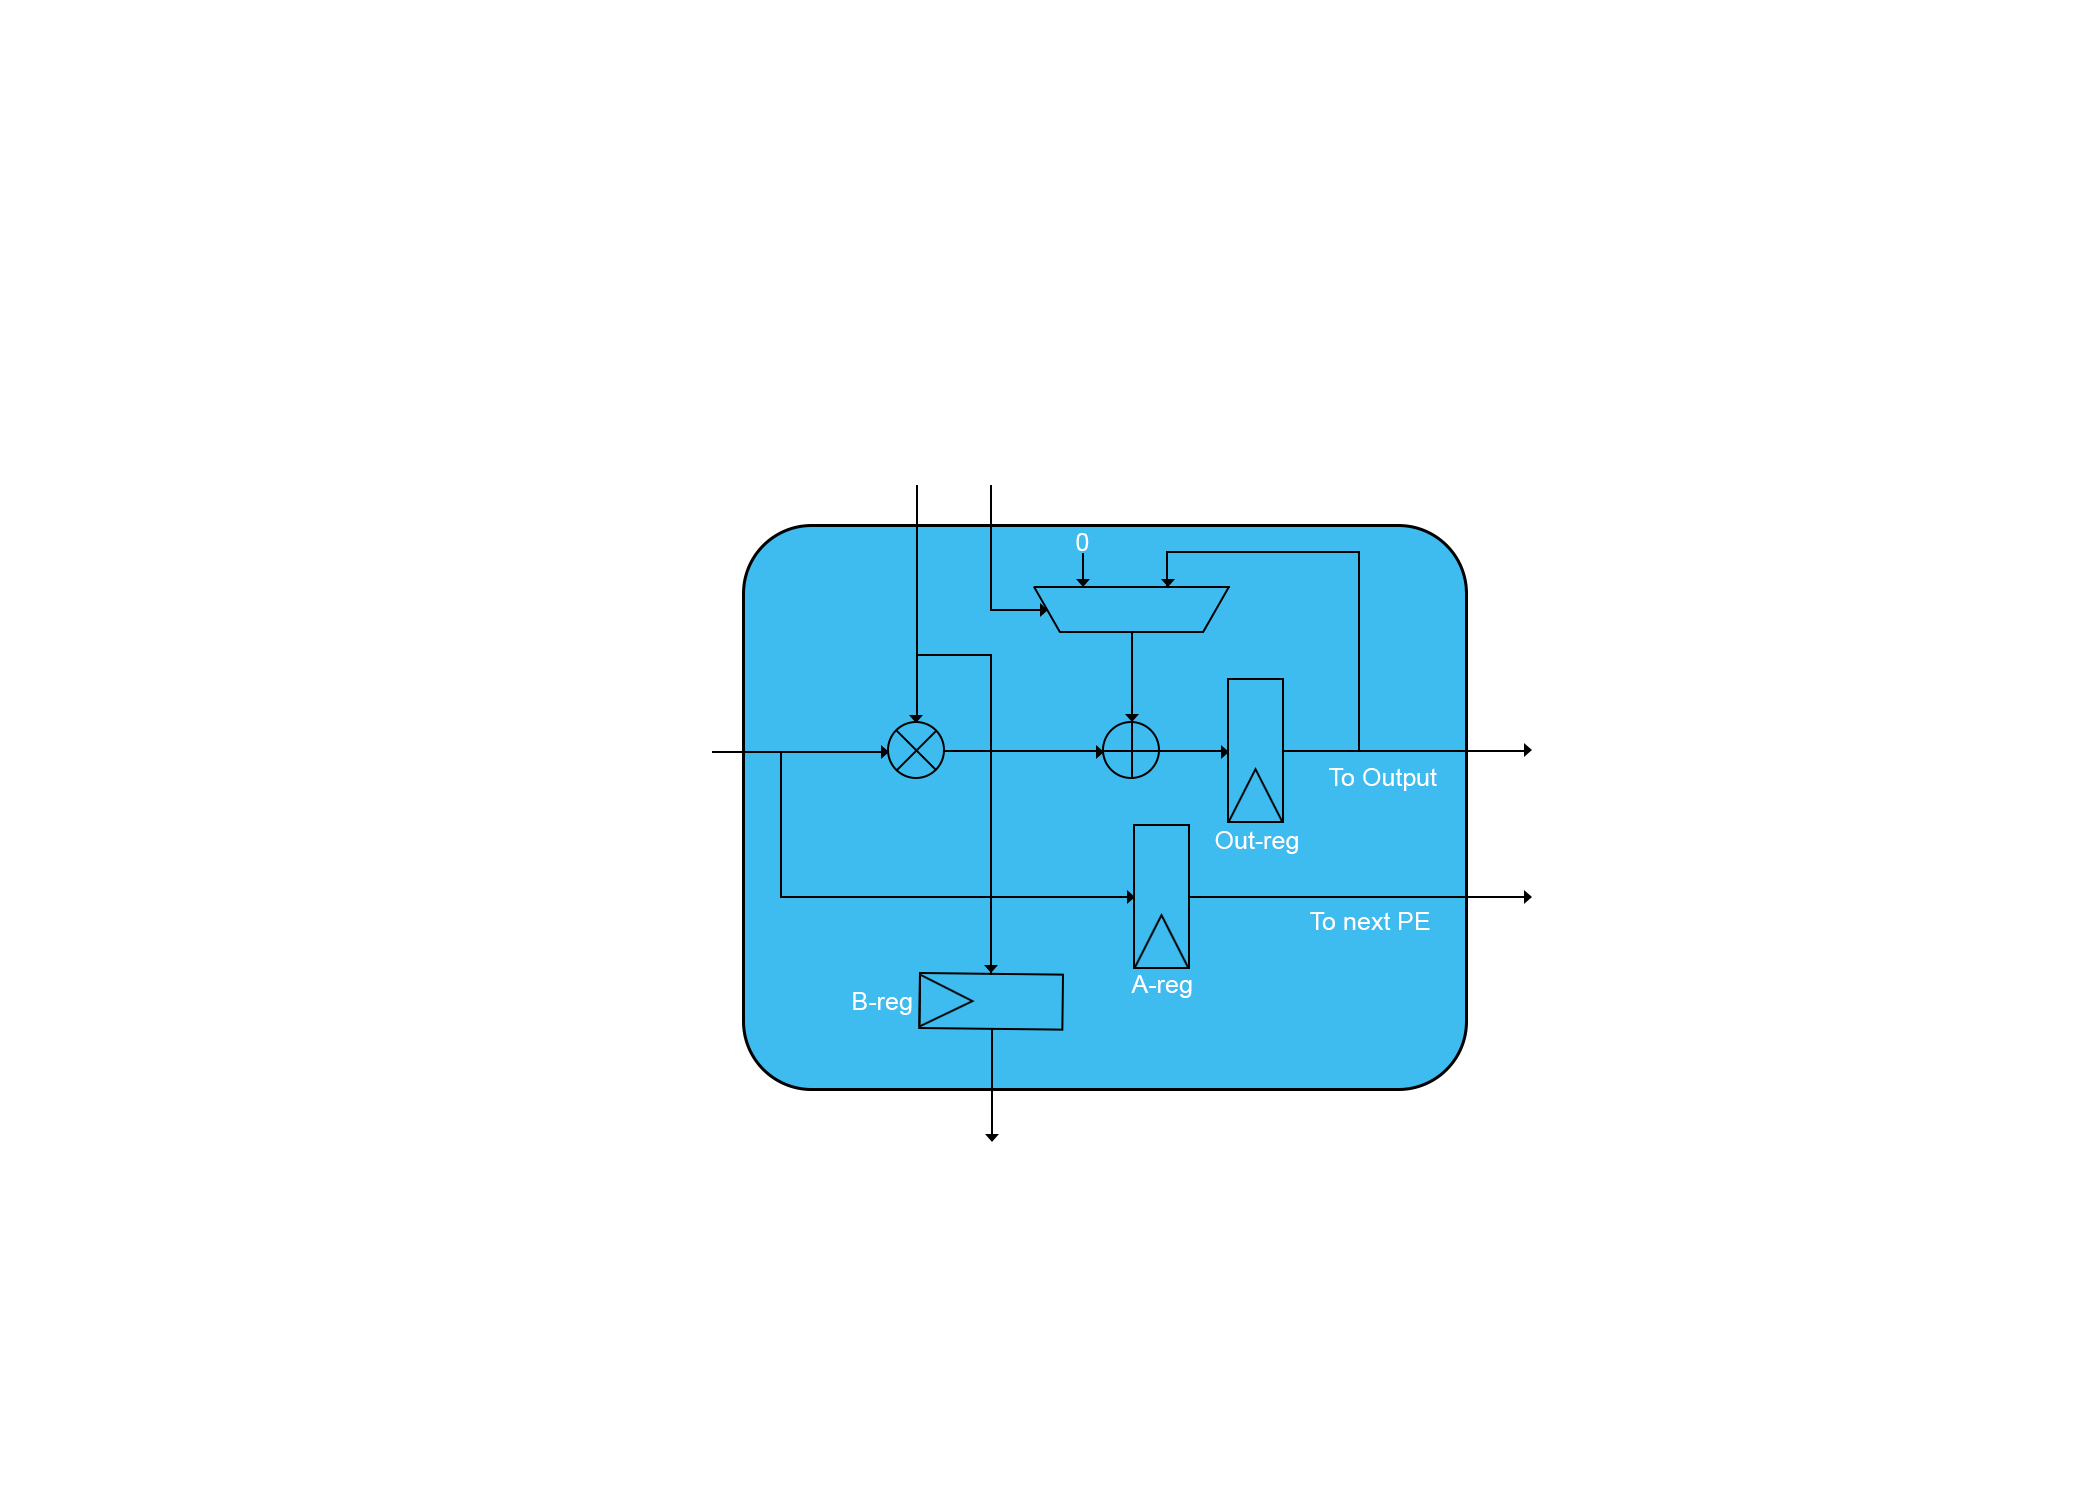 0
To Output
Out-reg
To next PE
A-reg
B-reg